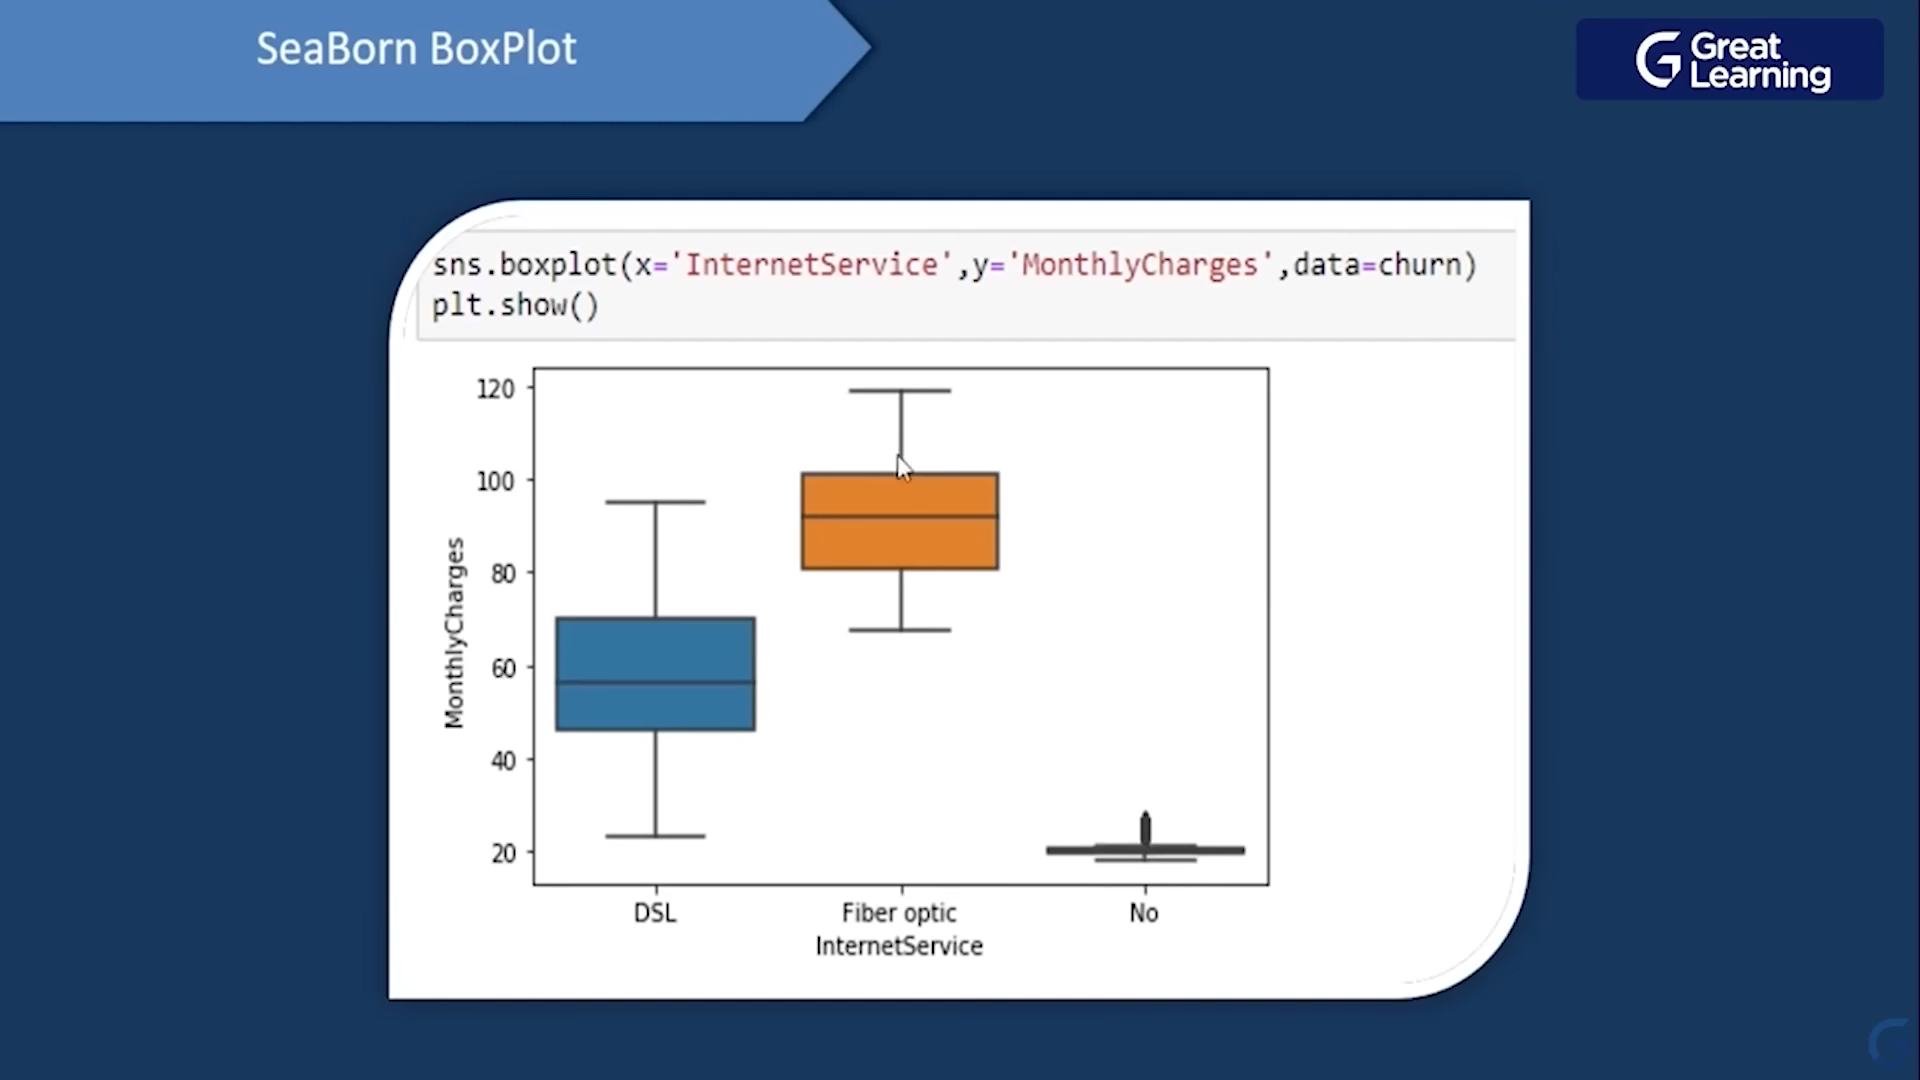 SeaBorn BoxPlot
Great
Learning
sns.boxplot(x='InternetService',y='MonthlyCharges',data=churn)
plt.show()
120
100
80
60
40
20
MonthlyCharges
DSL
Fiber optic
No
InternetService